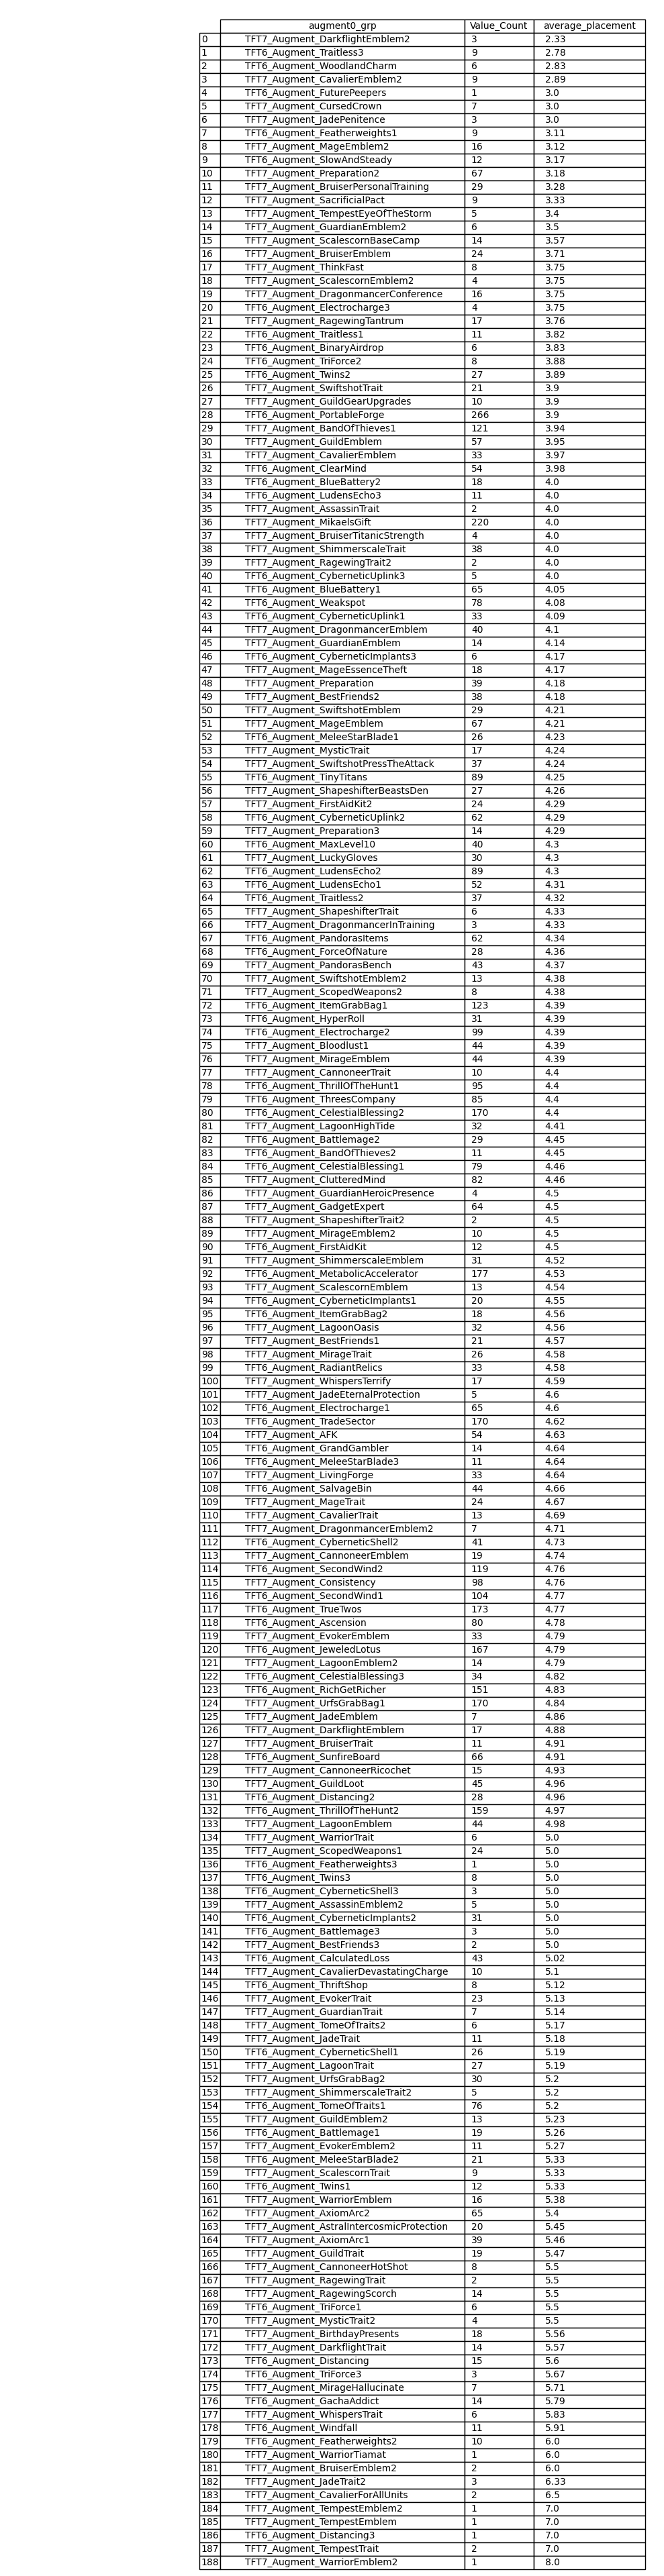 augment0_grp Value_Count average_placement
0 TFT7_Augment_DarkflightEmblem2 3 2.33
1 TFT6_Augment_Traitless3 9 2.78
2 TFT6_Augment_WoodlandCharm 6 2.83
3 TFT7_Augment_CavalierEmblem2 9 2.89
4 TFT7_Augment_FuturePeepers 1 3.0
5 TFT7_Augment_CursedCrown 7 3.0
6 TFT7_Augment_JadePenitence 3 3.0
7 TFT6_Augment_Featherweights1 9 3.11
8 TFT7_Augment_MageEmblem2 16 3.12
9 TFT6_Augment_SlowAndSteady 12 3.17
10 TFT7_Augment_Preparation2 67 3.18
11 TFT7_Augment_BruiserPersonalTraining 29 3.28
12 TFT7_Augment_SacrificialPact 9 3.33
13 TFT7_Augment_TempestEyeOfTheStorm 5 3.4
14 TFT7_Augment_GuardianEmblem2 6 3.5
15 TFT7_Augment_ScalescornBaseCamp 14 3.57
16 TFT7_Augment_BruiserEmblem 24 3.71
17 TFT7_Augment_ThinkFast 8 3.75
18 TFT7_Augment_ScalescornEmblem2 4 3.75
19 TFT7_Augment_DragonmancerConference 16 3.75
20 TFT6_Augment_Electrocharge3 4 3.75
21 TFT7_Augment_RagewingTantrum 17 3.76
22 TFT6_Augment_Traitless1 11 3.82
23 TFT6_Augment_BinaryAirdrop 6 3.83
24 TFT6_Augment_TriForce2 8 3.88
25 TFT6_Augment_Twins2 27 3.89
26 TFT7_Augment_SwiftshotTrait 21 3.9
27 TFT7_Augment_GuildGearUpgrades 10 3.9
28 TFT6_Augment_PortableForge 266 3.9
29 TFT7_Augment_BandOfThieves1 121 3.94
30 TFT7_Augment_GuildEmblem 57 3.95
31 TFT7_Augment_CavalierEmblem 33 3.97
32 TFT6_Augment_ClearMind 54 3.98
33 TFT6_Augment_BlueBattery2 18 4.0
34 TFT6_Augment_LudensEcho3 11 4.0
35 TFT7_Augment_AssassinTrait 2 4.0
36 TFT7_Augment_MikaelsGift 220 4.0
37 TFT7_Augment_BruiserTitanicStrength 4 4.0
38 TFT7_Augment_ShimmerscaleTrait 38 4.0
39 TFT7_Augment_RagewingTrait2 2 4.0
40 TFT6_Augment_CyberneticUplink3 5 4.0
41 TFT6_Augment_BlueBattery1 65 4.05
42 TFT6_Augment_Weakspot 78 4.08
43 TFT6_Augment_CyberneticUplink1 33 4.09
44 TFT7_Augment_DragonmancerEmblem 40 4.1
45 TFT7_Augment_GuardianEmblem 14 4.14
46 TFT6_Augment_CyberneticImplants3 6 4.17
47 TFT7_Augment_MageEssenceTheft 18 4.17
48 TFT7_Augment_Preparation 39 4.18
49 TFT7_Augment_BestFriends2 38 4.18
50 TFT7_Augment_SwiftshotEmblem 29 4.21
51 TFT7_Augment_MageEmblem 67 4.21
52 TFT6_Augment_MeleeStarBlade1 26 4.23
53 TFT7_Augment_MysticTrait 17 4.24
54 TFT7_Augment_SwiftshotPressTheAttack 37 4.24
55 TFT6_Augment_TinyTitans 89 4.25
56 TFT7_Augment_ShapeshifterBeastsDen 27 4.26
57 TFT7_Augment_FirstAidKit2 24 4.29
58 TFT6_Augment_CyberneticUplink2 62 4.29
59 TFT7_Augment_Preparation3 14 4.29
60 TFT6_Augment_MaxLevel10 40 4.3
61 TFT7_Augment_LuckyGloves 30 4.3
62 TFT6_Augment_LudensEcho2 89 4.3
63 TFT6_Augment_LudensEcho1 52 4.31
64 TFT6_Augment_Traitless2 37 4.32
65 TFT7_Augment_ShapeshifterTrait 6 4.33
66 TFT7_Augment_DragonmancerInTraining 3 4.33
67 TFT6_Augment_PandorasItems 62 4.34
68 TFT6_Augment_ForceOfNature 28 4.36
69 TFT7_Augment_PandorasBench 43 4.37
70 TFT7_Augment_SwiftshotEmblem2 13 4.38
71 TFT7_Augment_ScopedWeapons2 8 4.38
72 TFT6_Augment_ItemGrabBag1 123 4.39
73 TFT6_Augment_HyperRoll 31 4.39
74 TFT6_Augment_Electrocharge2 99 4.39
75 TFT7_Augment_Bloodlust1 44 4.39
76 TFT7_Augment_MirageEmblem 44 4.39
77 TFT7_Augment_CannoneerTrait 10 4.4
78 TFT6_Augment_ThrillOfTheHunt1 95 4.4
79 TFT6_Augment_ThreesCompany 85 4.4
80 TFT6_Augment_CelestialBlessing2 170 4.4
81 TFT7_Augment_LagoonHighTide 32 4.41
82 TFT6_Augment_Battlemage2 29 4.45
83 TFT6_Augment_BandOfThieves2 11 4.45
84 TFT6_Augment_CelestialBlessing1 79 4.46
85 TFT7_Augment_ClutteredMind 82 4.46
86 TFT7_Augment_GuardianHeroicPresence 4 4.5
87 TFT7_Augment_GadgetExpert 64 4.5
88 TFT7_Augment_ShapeshifterTrait2 2 4.5
89 TFT7_Augment_MirageEmblem2 10 4.5
90 TFT6_Augment_FirstAidKit 12 4.5
91 TFT7_Augment_ShimmerscaleEmblem 31 4.52
92 TFT6_Augment_MetabolicAccelerator 177 4.53
93 TFT7_Augment_ScalescornEmblem 13 4.54
94 TFT6_Augment_CyberneticImplants1 20 4.55
95 TFT6_Augment_ItemGrabBag2 18 4.56
96 TFT7_Augment_LagoonOasis 32 4.56
97 TFT7_Augment_BestFriends1 21 4.57
98 TFT7_Augment_MirageTrait 26 4.58
99 TFT6_Augment_RadiantRelics 33 4.58
100 TFT7_Augment_WhispersTerrify 17 4.59
101 TFT7_Augment_JadeEternalProtection 5 4.6
102 TFT6_Augment_Electrocharge1 65 4.6
103 TFT6_Augment_TradeSector 170 4.62
104 TFT7_Augment_AFK 54 4.63
105 TFT6_Augment_GrandGambler 14 4.64
106 TFT6_Augment_MeleeStarBlade3 11 4.64
107 TFT7_Augment_LivingForge 33 4.64
108 TFT6_Augment_SalvageBin 44 4.66
109 TFT7_Augment_MageTrait 24 4.67
110 TFT7_Augment_CavalierTrait 13 4.69
111 TFT7_Augment_DragonmancerEmblem2 7 4.71
112 TFT6_Augment_CyberneticShell2 41 4.73
113 TFT7_Augment_CannoneerEmblem 19 4.74
114 TFT6_Augment_SecondWind2 119 4.76
115 TFT7_Augment_Consistency 98 4.76
116 TFT6_Augment_SecondWind1 104 4.77
117 TFT6_Augment_TrueTwos 173 4.77
118 TFT6_Augment_Ascension 80 4.78
119 TFT7_Augment_EvokerEmblem 33 4.79
120 TFT6_Augment_JeweledLotus 167 4.79
121 TFT7_Augment_LagoonEmblem2 14 4.79
122 TFT6_Augment_CelestialBlessing3 34 4.82
123 TFT6_Augment_RichGetRicher 151 4.83
124 TFT7_Augment_UrfsGrabBag1 170 4.84
125 TFT7_Augment_JadeEmblem 7 4.86
126 TFT7_Augment_DarkflightEmblem 17 4.88
127 TFT7_Augment_BruiserTrait 11 4.91
128 TFT6_Augment_SunfireBoard 66 4.91
129 TFT7_Augment_CannoneerRicochet 15 4.93
130 TFT7_Augment_GuildLoot 45 4.96
131 TFT6_Augment_Distancing2 28 4.96
132 TFT6_Augment_ThrillOfTheHunt2 159 4.97
133 TFT7_Augment_LagoonEmblem 44 4.98
134 TFT7_Augment_WarriorTrait 6 5.0
135 TFT7_Augment_ScopedWeapons1 24 5.0
136 TFT6_Augment_Featherweights3 1 5.0
137 TFT6_Augment_Twins3 8 5.0
138 TFT6_Augment_CyberneticShell3 3 5.0
139 TFT7_Augment_AssassinEmblem2 5 5.0
140 TFT6_Augment_CyberneticImplants2 31 5.0
141 TFT6_Augment_Battlemage3 3 5.0
142 TFT7_Augment_BestFriends3 2 5.0
143 TFT6_Augment_CalculatedLoss 43 5.02
144 TFT7_Augment_CavalierDevastatingCharge 10 5.1
145 TFT6_Augment_ThriftShop 8 5.12
146 TFT7_Augment_EvokerTrait 23 5.13
147 TFT7_Augment_GuardianTrait 7 5.14
148 TFT7_Augment_TomeOfTraits2 6 5.17
149 TFT7_Augment_JadeTrait 11 5.18
150 TFT6_Augment_CyberneticShell1 26 5.19
151 TFT7_Augment_LagoonTrait 27 5.19
152 TFT7_Augment_UrfsGrabBag2 30 5.2
153 TFT7_Augment_ShimmerscaleTrait2 5 5.2
154 TFT6_Augment_TomeOfTraits1 76 5.2
155 TFT7_Augment_GuildEmblem2 13 5.23
156 TFT6_Augment_Battlemage1 19 5.26
157 TFT7_Augment_EvokerEmblem2 11 5.27
158 TFT6_Augment_MeleeStarBlade2 21 5.33
159 TFT7_Augment_ScalescornTrait 9 5.33
160 TFT6_Augment_Twins1 12 5.33
161 TFT7_Augment_WarriorEmblem 16 5.38
162 TFT7_Augment_AxiomArc2 65 5.4
163 TFT7_Augment_AstralIntercosmicProtection 20 5.45
164 TFT7_Augment_AxiomArc1 39 5.46
165 TFT7_Augment_GuildTrait 19 5.47
166 TFT7_Augment_CannoneerHotShot 8 5.5
167 TFT7_Augment_RagewingTrait 2 5.5
168 TFT7_Augment_RagewingScorch 14 5.5
169 TFT6_Augment_TriForce1 6 5.5
170 TFT7_Augment_MysticTrait2 4 5.5
171 TFT7_Augment_BirthdayPresents 18 5.56
172 TFT7_Augment_DarkflightTrait 14 5.57
173 TFT6_Augment_Distancing 15 5.6
174 TFT6_Augment_TriForce3 3 5.67
175 TFT7_Augment_MirageHallucinate 7 5.71
176 TFT6_Augment_GachaAddict 14 5.79
177 TFT7_Augment_WhispersTrait 6 5.83
178 TFT6_Augment_Windfall 11 5.91
179 TFT6_Augment_Featherweights2 10 6.0
180 TFT7_Augment_WarriorTiamat 1 6.0
181 TFT7_Augment_BruiserEmblem2 2 6.0
182 TFT7_Augment_JadeTrait2 3 6.33
183 TFT7_Augment_CavalierForAllUnits 2 6.5
184 TFT7_Augment_TempestEmblem2 1 7.0
185 TFT7_Augment_TempestEmblem 1 7.0
186 TFT6_Augment_Distancing3 1 7.0
187 TFT7_Augment_TempestTrait 2 7.0
188 TFT7_Augment_WarriorEmblem2 1 8.0